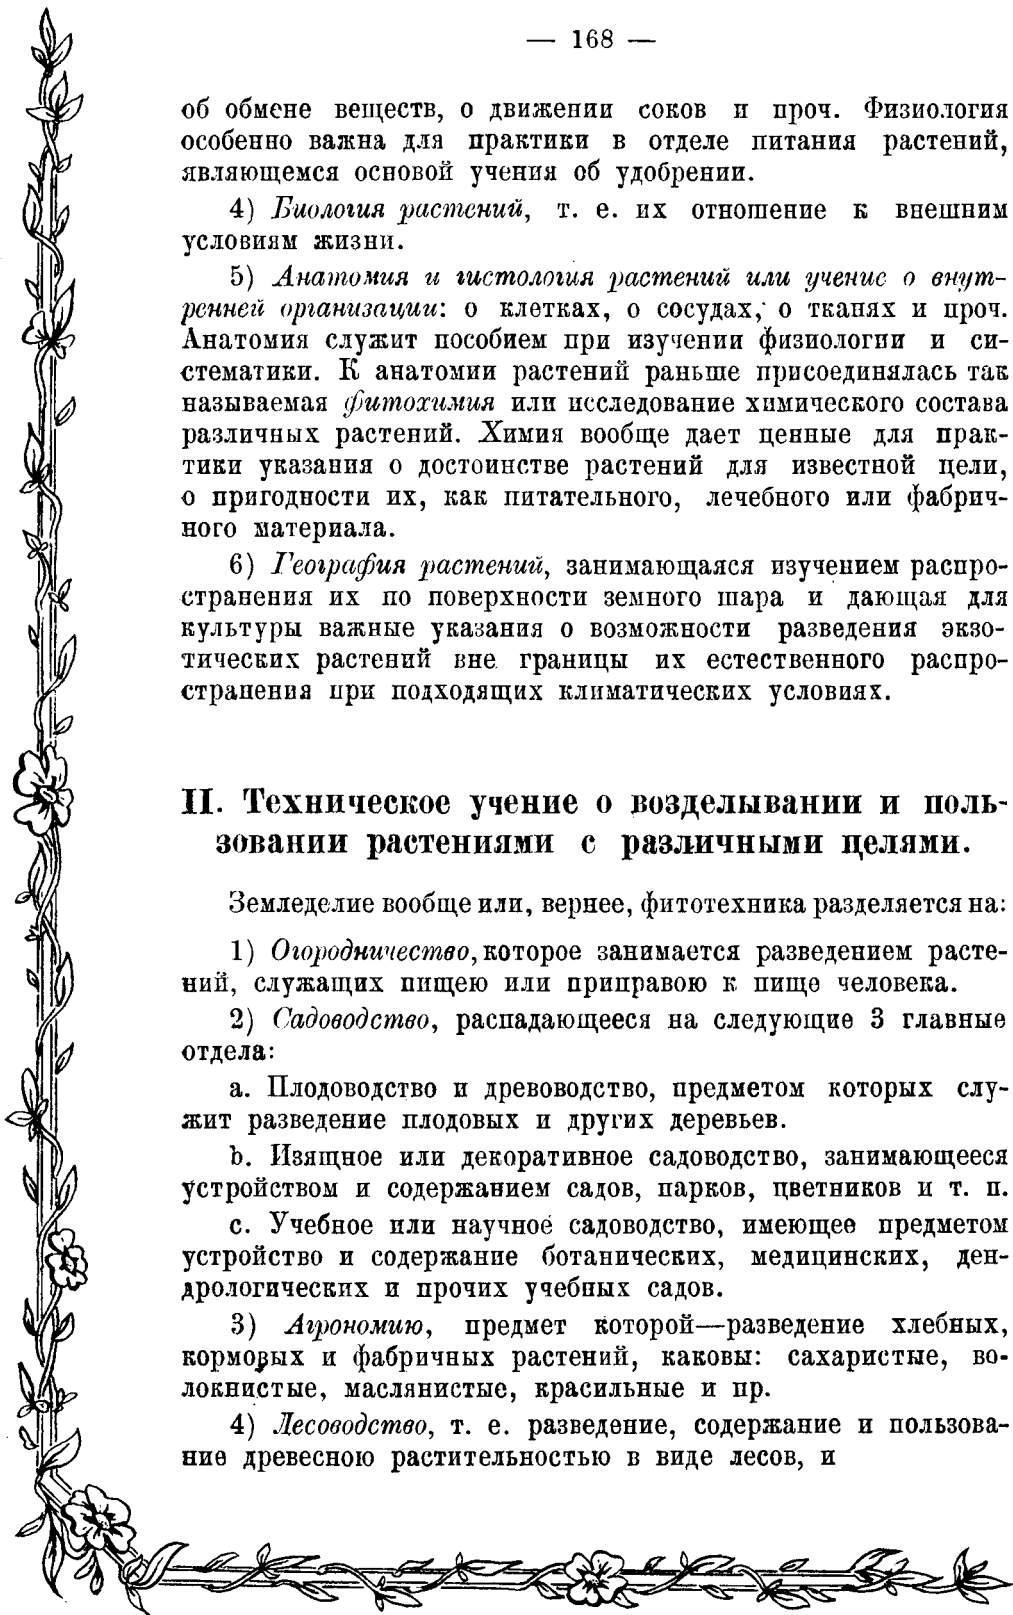 — 168 —
об обмене веществ, о движении соков и проч. Физиология
особенно важна для практики в отделе питания растений,
являющемся основой учения об удобрении.
4) Биология растений, т. е. их отношение к внешним
условиям жизни.
5) Анатомия и гистология растений или учение о внут-
ренней организации: о клетках, о сосудах, о тканях и проч.
Анатомия служит пособием при изучении физиологии и си-
стематики. К анатомии растений раньше присоединялась так
называемая фитохимия или исследование химического состава
различных растений. Химия вообще дает ценные для прак-
тики указания о достоинстве растений для известной цели,
о пригодности их, как питательного, лечебного или фабрич-
ного материала.
6) География растений, занимающаяся изучением распро-
странения их по поверхности земного шара и дающая для
культуры важные указания о возможности разведения экзо-
тических растений вне границы их естественного распро-
странения при подходящих климатических условиях.
II. Техническое учение о возделывании и поль-
зовании растениями с различными целями.
Земледелие вообще или, вернее, фитотехника разделяется на:
1) Огородничество, которое занимается разведением расте-
ний, служащих пищею или приправою к пище человека.
2) Садоводство, распадающееся на следующие 3 главные
отдела:
a. Плодоводство и древоводство, предметом которых слу-
жит разведение плодовых и других деревьев.
b. Изящное или декоративное садоводство, занимающееся
устройством и содержанием садов, парков, цветников и т. п.
c. Учебное или научное садоводство, имеющее предметом
устройство и содержание ботанических, медицинских, ден-
дрологических и прочих учебных садов.
3) Агрономию, предмет которой—разведение хлебных,
кормовых и фабричных растений, каковы: сахаристые, во-
локнистые, маслянистые, красильные и пр.
4) Лесоводство, т. е. разведение, содержание и пользова-
ние древесною растительностью в виде лесов, и